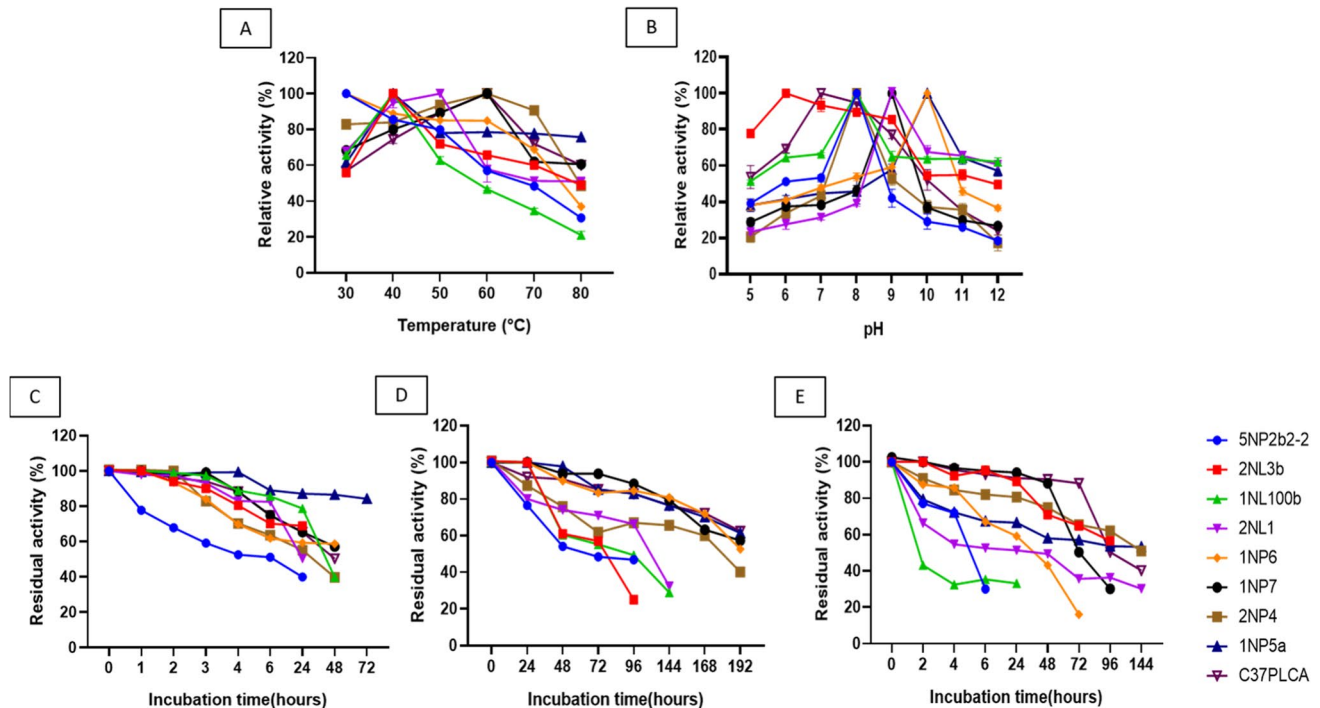 A
Relative activity (%)
120
100
80
60
40
20
0
30 40 50 60 70 80
Temperature (°C)
B
Relative activity (%)
120
100
80
60
40
20
0
5 6 7 8 9 10 11 12
pH
C
Residual activity (%)
120
100
80
60
40
20
0
0 1 2 3 4 6 24 48 72
Incubation time(hours)
D
Residual activity (%)
120
100
80
60
40
20
0
0 24 48 72 96 144 168 192
Incubation time(hours)
E
Residual activity (%)
120
100
80
60
40
20
0
0 2 4 6 24 48 72 96 144
Incubation time(hours)
5NP2b2-2
2NL3b
1NL100b
2NL1
1NP6
1NP7
2NP4
1NP5a
C37PLCA